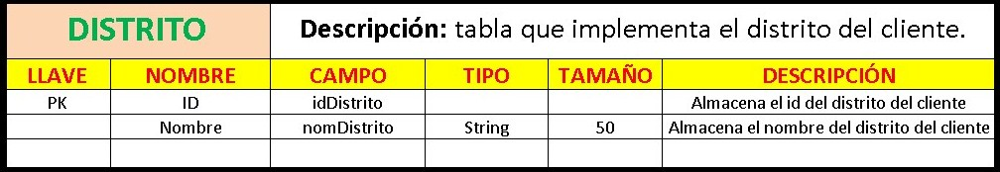 DISTRITO Descripción: tabla que implementa el distrito del cliente.
LLAVE NOMBRE CAMPO TIPO TAMAÑO DESCRIPCIÓN
PK ID idDistrito Almacena el id del distrito del cliente
Nombre nomDistrito String 50 Almacena el nombre del distrito del cliente